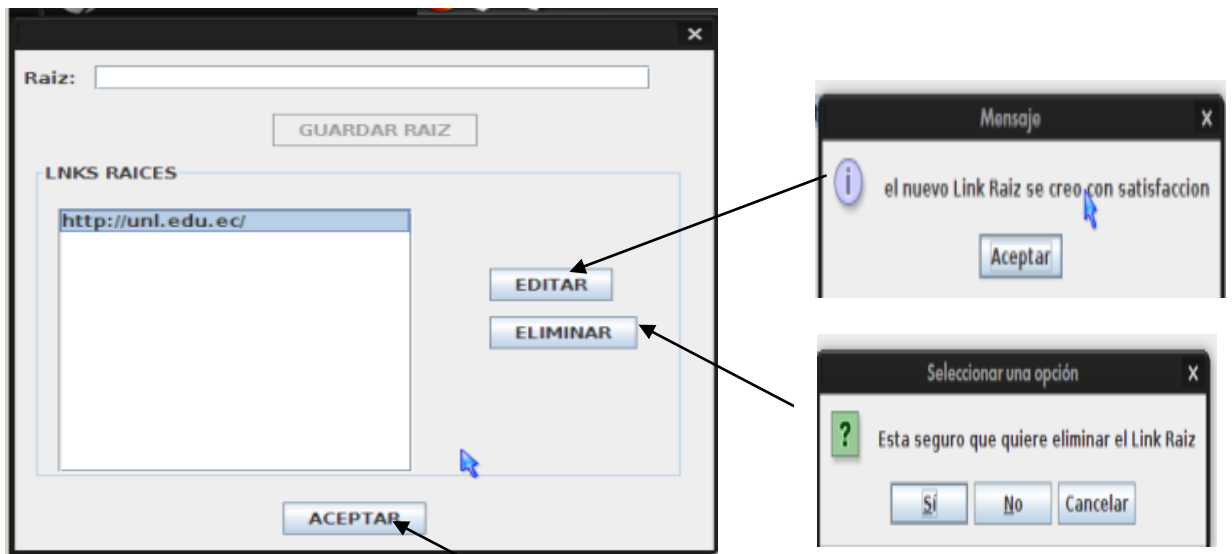 Raiz:
GUARDAR RAIZ
LNKS RAICES
http://unl.edu.ec/
EDITAR
ELIMINAR
ACEPTAR
Mensaje
el nuevo Link Raiz se creo con satisfaccion
Aceptar
Seleccionar una opción
Esta seguro que quiere eliminar el Link Raiz
Sí No Cancelar